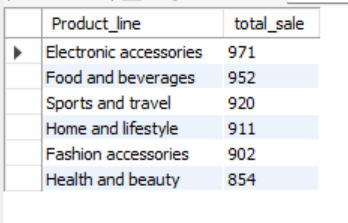 Product_line total_sale
Electronic accessories 971
Food and beverages 952
Sports and travel 920
Home and lifestyle 911
Fashion accessories 902
Health and beauty 854